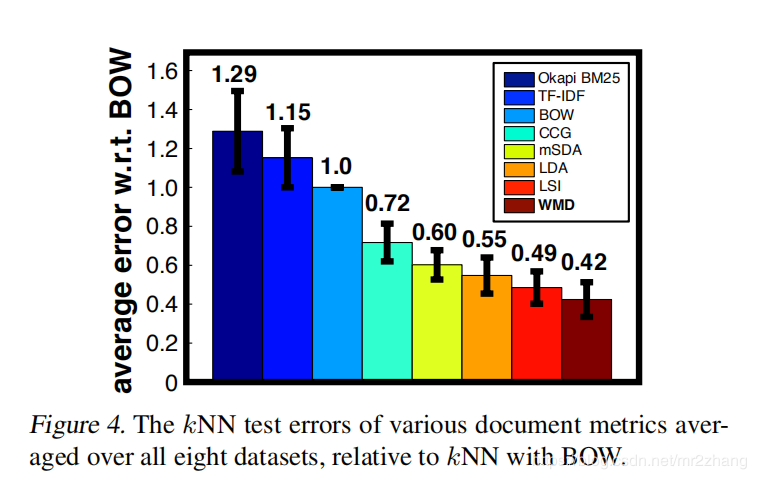 average error w.r.t. BOW
1.6
1.4
1.2
1.0
0.8
0.6
0.4
0.2
0
1.29
1.15
1.0
0.72
0.60
0.55
0.49
0.42
Okapi BM25
TF-IDF
BOW
CCG
mSDA
LDA
LSI
WMD
Figure 4. The kNN test errors of various document metrics aver-
aged over all eight datasets, relative to kNN with BOW.